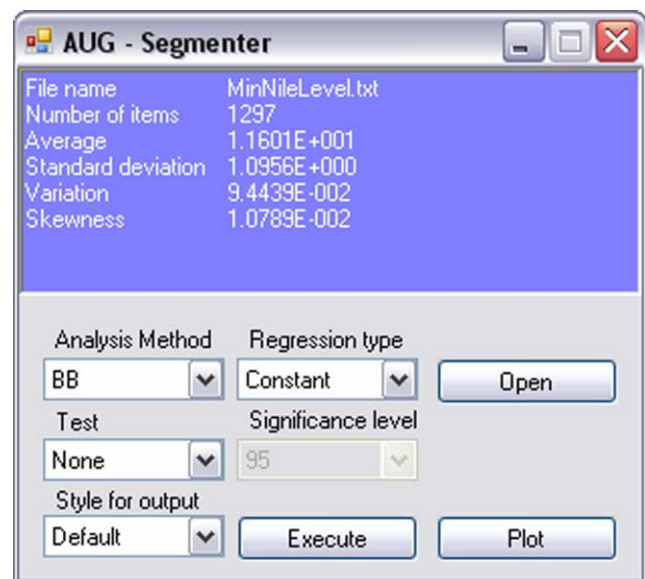 AUG - Segmenter
File name MinNileLevel.txt
Number of items 1297
Average 1.1601E+001
Standard deviation 1.0956E+000
Variation 9.4439E-002
Skewness 1.0789E-002
Analysis Method Regression type
BB Constant Open
Test Significance level
None 95
Style for output
Default Execute Plot